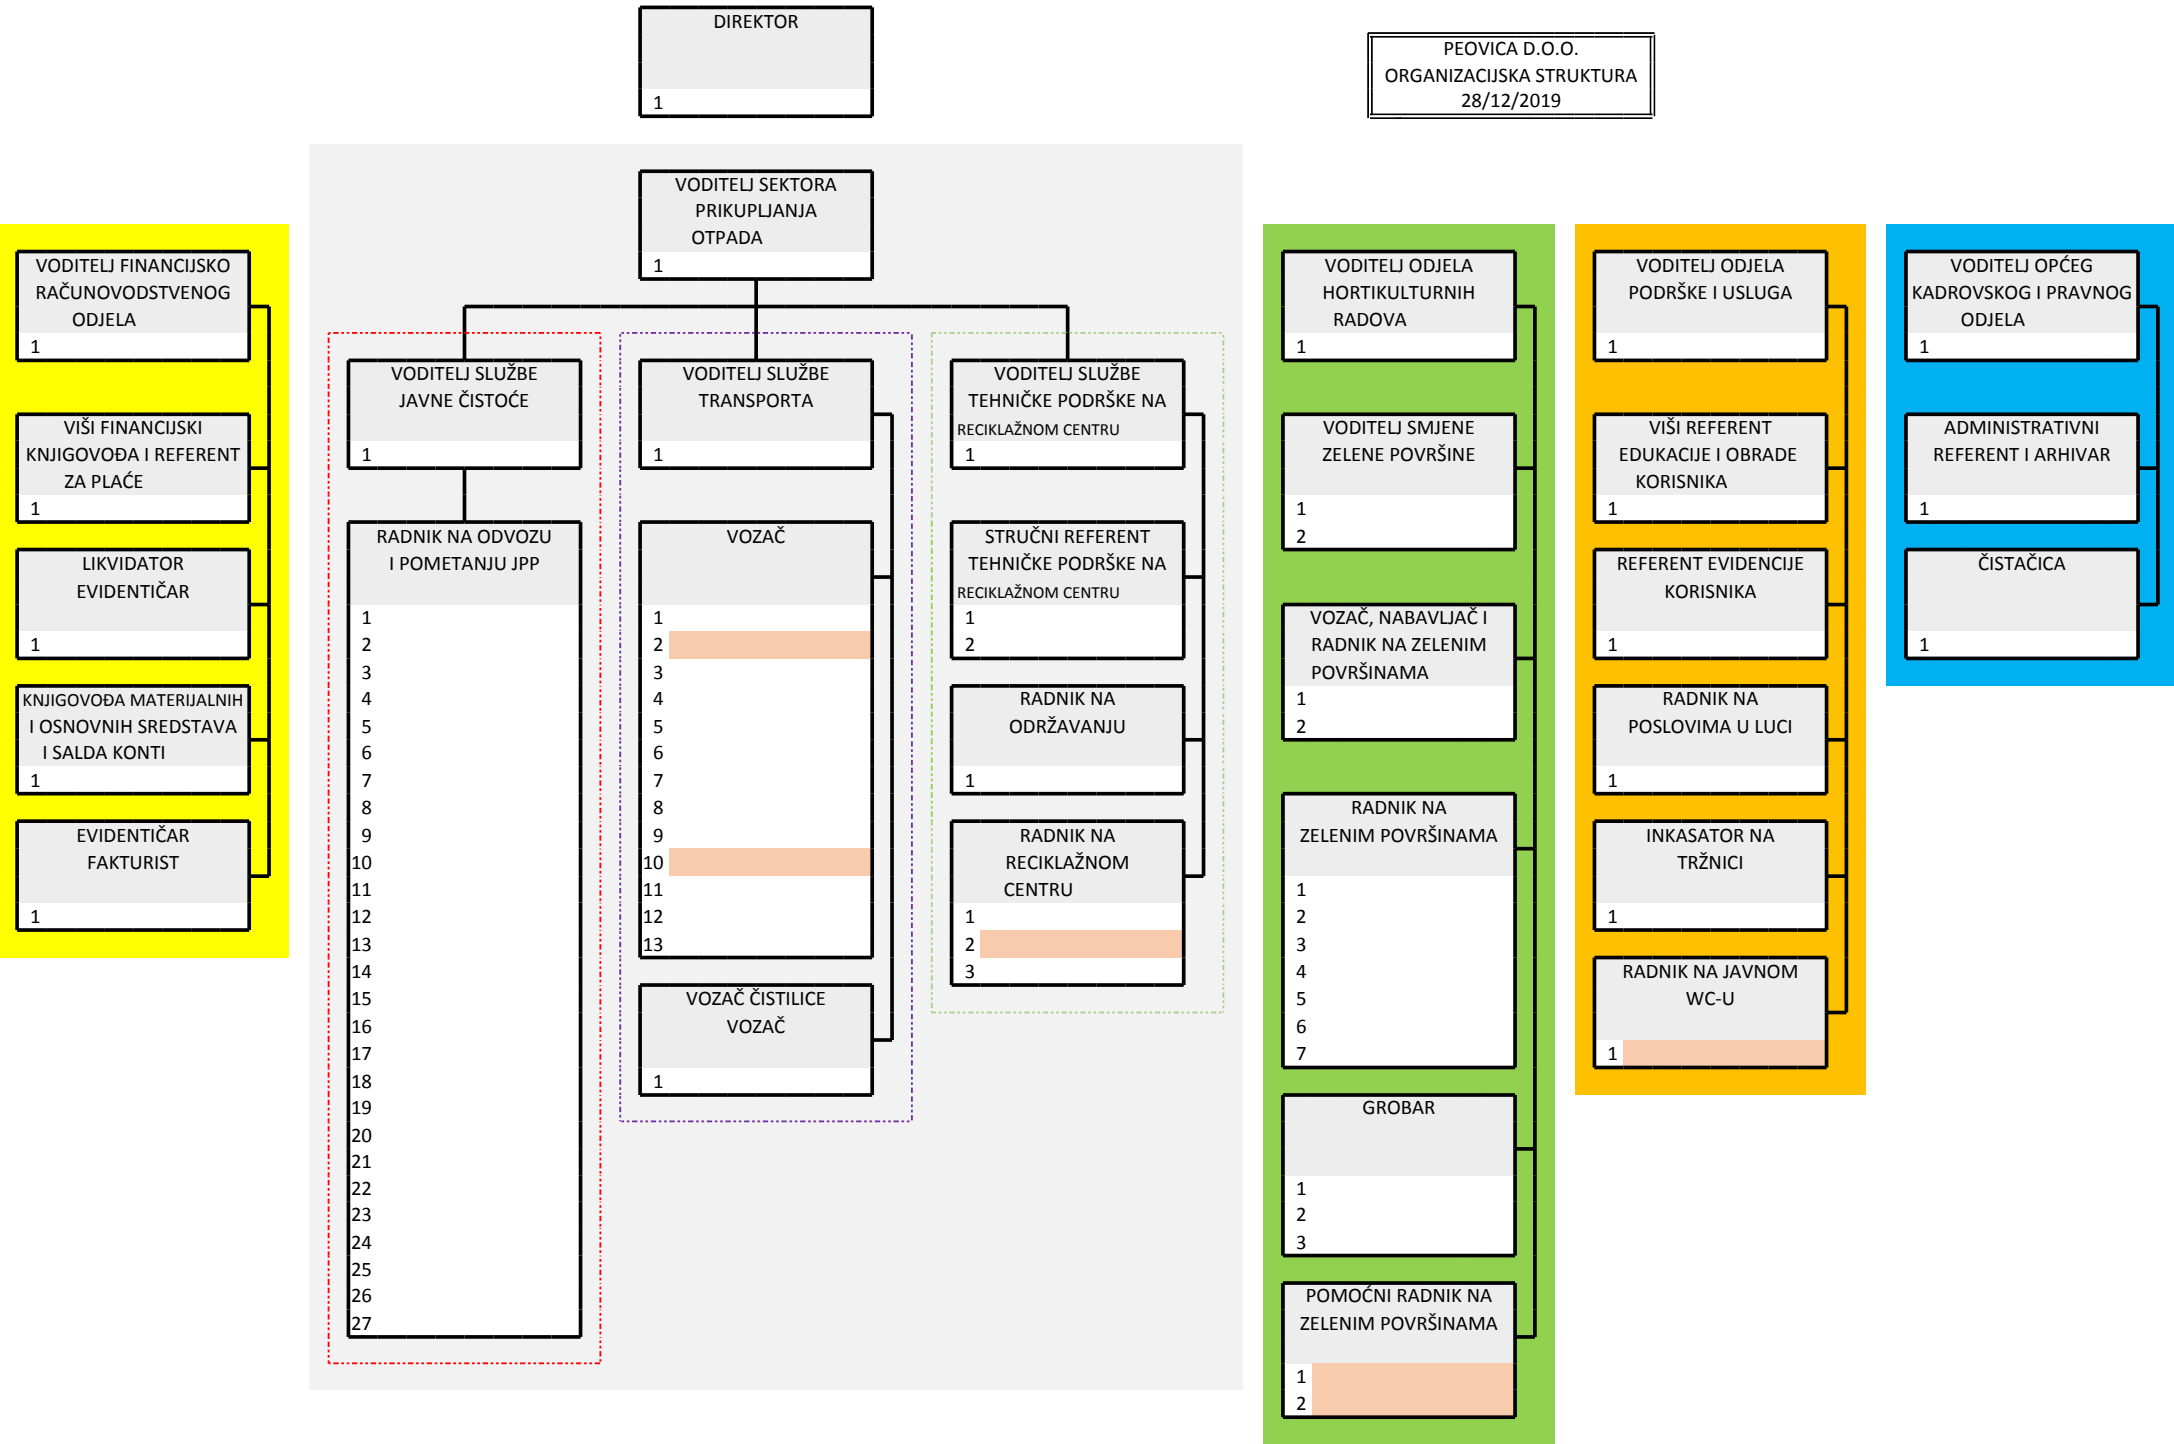 DIREKTOR
1
PEOVICA D.O.O.
ORGANIZACIJSKA STRUKTURA
28/12/2019
VODITELJ SEKTORA
PRIKUPLJANJA
OTPADA
1
VODITELJ FINANCIJSKO
RAČUNOVODSTVENOG
ODJELA
1
VIŠI FINANCIJSKI
KNJIGOVOĐA I REFERENT
ZA PLAĆE
1
LIKVIDATOR
EVIDENTIČAR
1
KNJIGOVOĐA MATERIJALNIH
I OSNOVNIH SREDSTAVA
I SALDA KONTI
1
EVIDENTIČAR
FAKTURIST
1
VODITELJ SLUŽBE
JAVNE ČISTOĆE
1
RADNIK NA ODVOZU
I POMETANJU JPP
1
2
3
4
5
6
7
8
9
10
11
12
13
14
15
16
17
18
19
20
21
22
23
24
25
26
27
VODITELJ SLUŽBE
TRANSPORTA
1
VOZAČ
1
2
3
4
5
6
7
8
9
10
11
12
13
VOZAČ ČISTILICE
VOZAČ
1
VODITELJ SLUŽBE
TEHNIČKE PODRŠKE NA
RECIKLAŽNOM CENTRU
1
STRUČNI REFERENT
TEHNIČKE PODRŠKE NA
RECIKLAŽNOM CENTRU
1
2
RADNIK NA
ODRŽAVANJU
1
RADNIK NA
RECIKLAŽNOM
CENTRU
1
2
3
VODITELJ ODJELA
HORTIKULTURNIH
RADOVA
1
VODITELJ SMJENE
ZELENE POVRŠINE
1
2
VOZAČ, NABAVLJAČ I
RADNIK NA ZELENIM
POVRŠINAMA
1
2
RADNIK NA
ZELENIM POVRŠINAMA
1
2
3
4
5
6
7
GROBAR
1
2
3
POMOĆNI RADNIK NA
ZELENIM POVRŠINAMA
1
2
VODITELJ ODJELA
PODRŠKE I USLUGA
1
VIŠI REFERENT
EDUKACIJE I OBRADE
KORISNIKA
1
REFERENT EVIDENCIJE
KORISNIKA
1
RADNIK NA
POSLOVIMA U LUCI
1
INKASATOR NA
TRŽNICI
1
RADNIK NA JAVNOM
WC-U
1
VODITELJ OPĆEG
KADROVSKOG I PRAVNOG
ODJELA
1
ADMINISTRATIVNI
REFERENT I ARHIVAR
1
ČISTAČICA
1